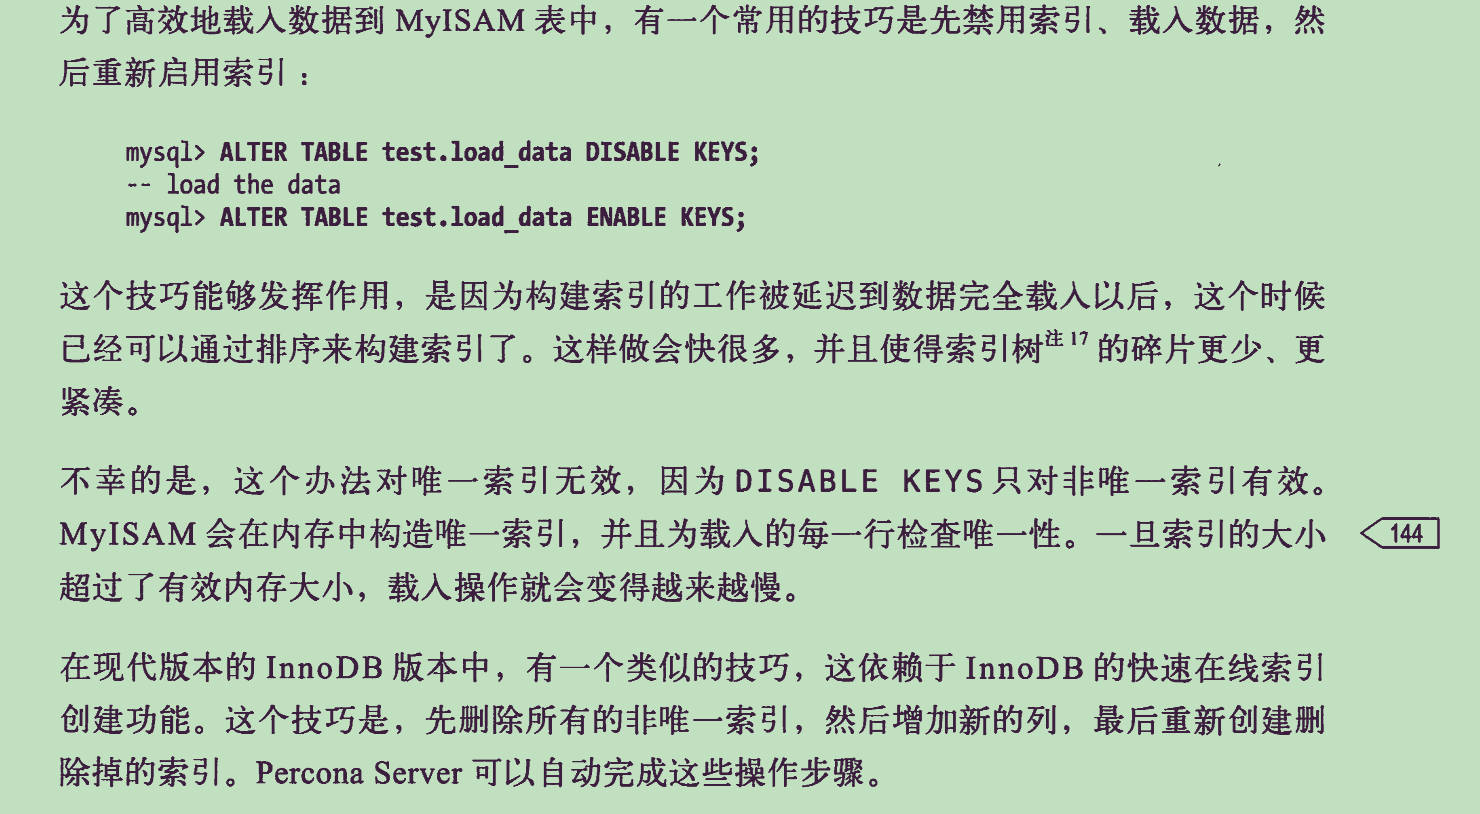 为了高效地载入数据到 MyISAM 表中，有一个常用的技巧是先禁用索引、载入数据，然
后重新启用索引：
mysql> ALTER TABLE test.load_data DISABLE KEYS;
-- load the data
mysql> ALTER TABLE test.load_data ENABLE KEYS;
这个技巧能够发挥作用，是因为构建索引的工作被延迟到数据完全载入以后，这个时候
已经可以通过排序来构建索引了。这样做会快很多，并且使得索引树注 17 的碎片更少、更
紧凑。
不幸的是，这个办法对唯一索引无效，因为 DISABLE KEYS 只对非唯一索引有效。
MyISAM 会在内存中构造唯一索引，并且为载入的每一行检查唯一性。一旦索引的大小
144
超过了有效内存大小，载入操作就会变得越来越慢。
在现代版本的 InnoDB 版本中，有一个类似的技巧，这依赖于 InnoDB 的快速在线索引
创建功能。这个技巧是，先删除所有的非唯一索引，然后增加新的列，最后重新创建删
除掉的索引。Percona Server 可以自动完成这些操作步骤。